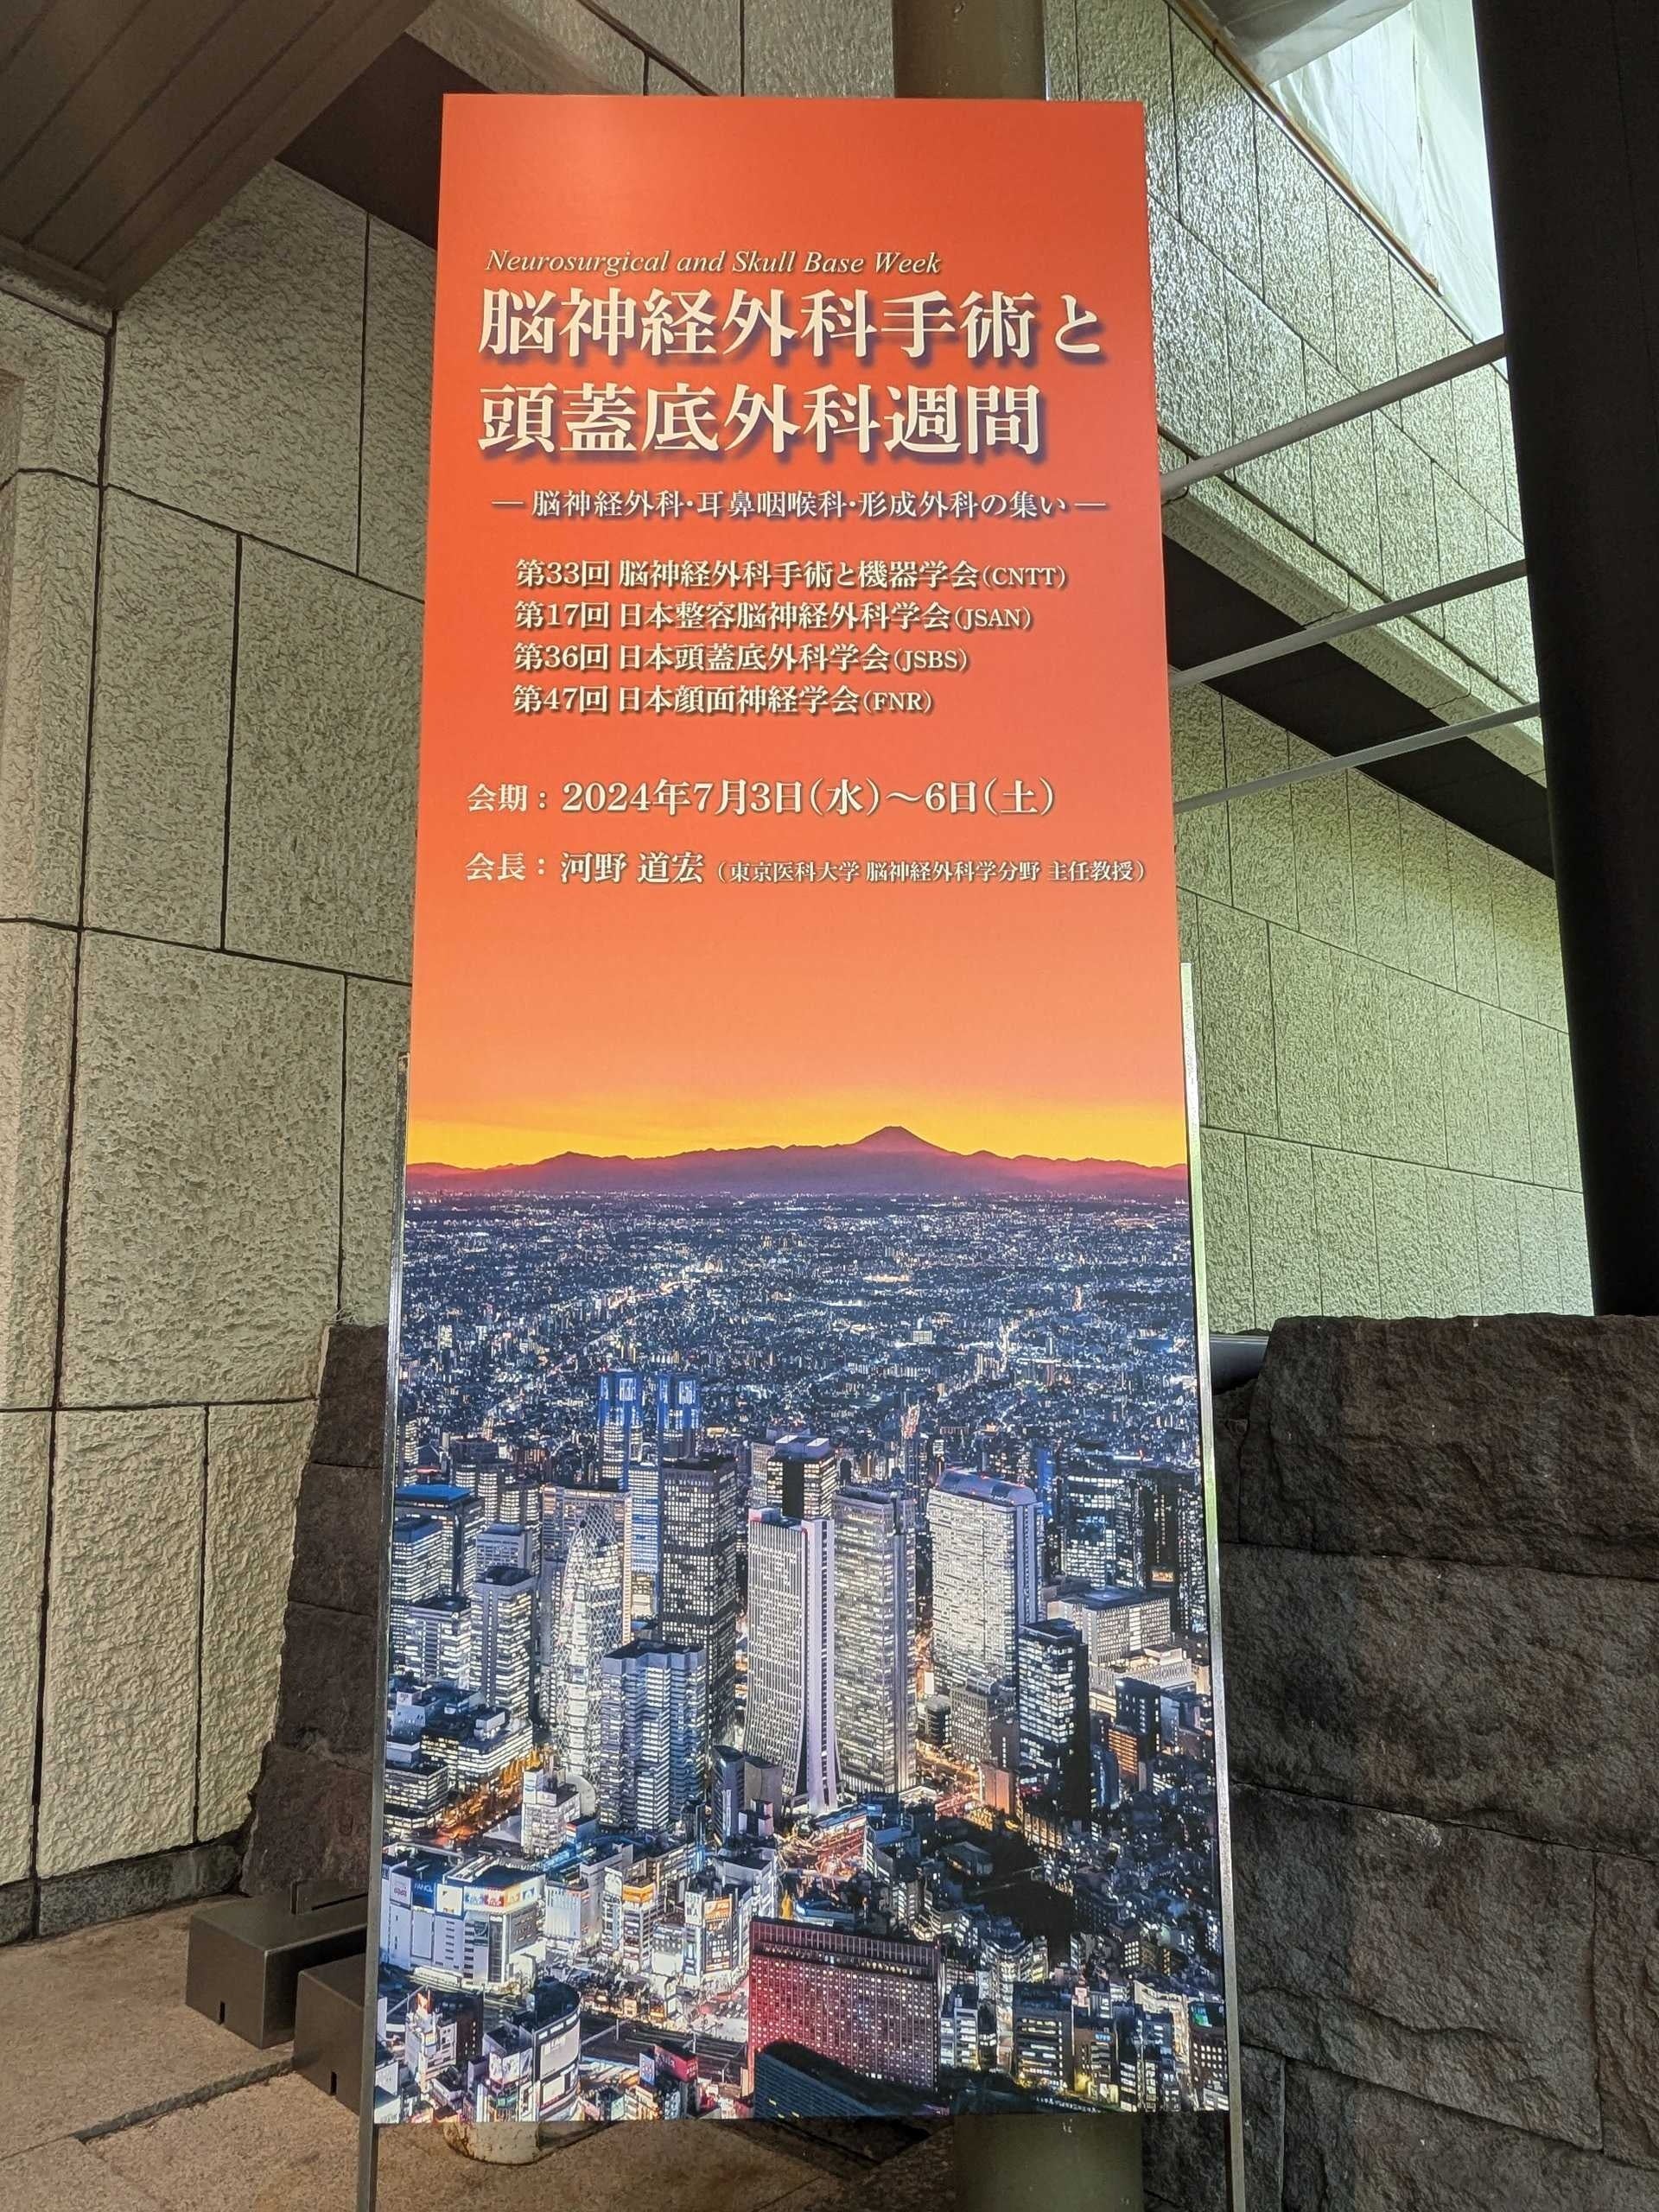 Neurosurgical and Skull Base Week
脳神経外科手術と
頭蓋底外科週間
― 脳神経外科・耳鼻咽喉科・形成外科の集い ―
第33回 脳神経外科手術と機器学会（CNTT）
第17回 日本整容脳神経外科学会（JSAN）
第36回 日本頭蓋底外科学会（JSBS）
第47回 日本顔面神経学会（FNR）
会期：2024年7月3日（水）～6日（土）
会長：河野 道宏（東京医科大学 脳神経外科学分野 主任教授）
FANCL